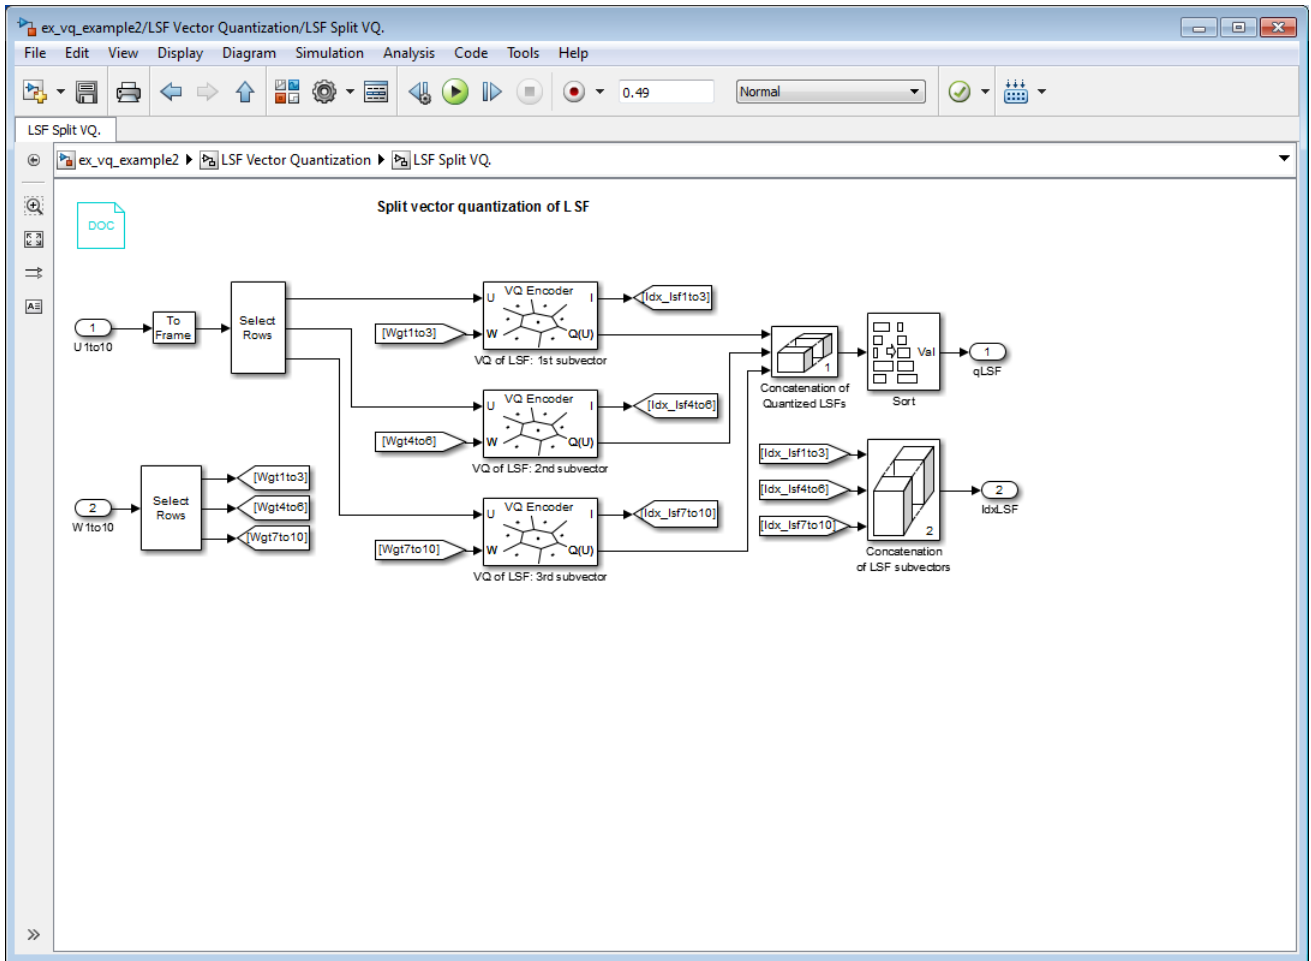 ex_vq_example2/LSF Vector Quantization/LSF Split VQ.
File Edit View Display Diagram Simulation Analysis Code Tools Help
0.49 Normal
LSF Split VQ.
ex_vq_example2 LSF Vector Quantization LSF Split VQ.
DOC
Split vector quantization of LSF
1
U1to10
To
Frame
Select
Rows
2
W1to10
Select
Rows
[Wgt1to3]
[Wgt4to6]
[Wgt7to10]
[Wgt1to3]
VQ Encoder
U I
W Q(U)
VQ of LSF: 1st subvector
[Idx_lsf1to3]
[Wgt4to6]
VQ Encoder
U I
W Q(U)
VQ of LSF: 2nd subvector
[Idx_lsf4to6]
[Wgt7to10]
VQ Encoder
U I
W Q(U)
VQ of LSF: 3rd subvector
[Idx_lsf7to10]
1
Concatenation of
Quantized LSFs
Val
Sort
1
qLSF
[Idx_lsf1to3]
[Idx_lsf4to6]
[Idx_lsf7to10]
2
Concatenation
of LSF subvectors
2
IdxLSF